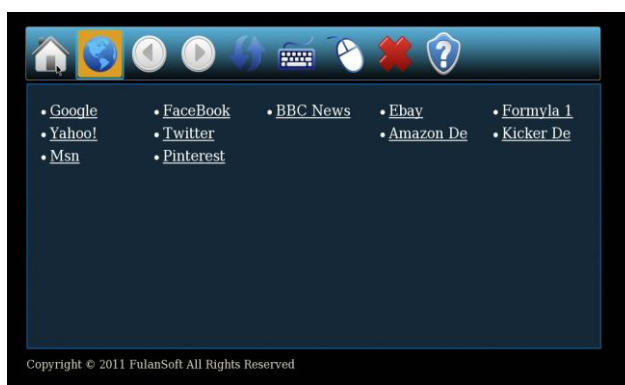 Google FaceBook BBC News Ebay Formyla 1
Yahoo! Twitter Amazon De Kicker De
Msn Pinterest
Copyright © 2011 FulanSoft All Rights Reserved